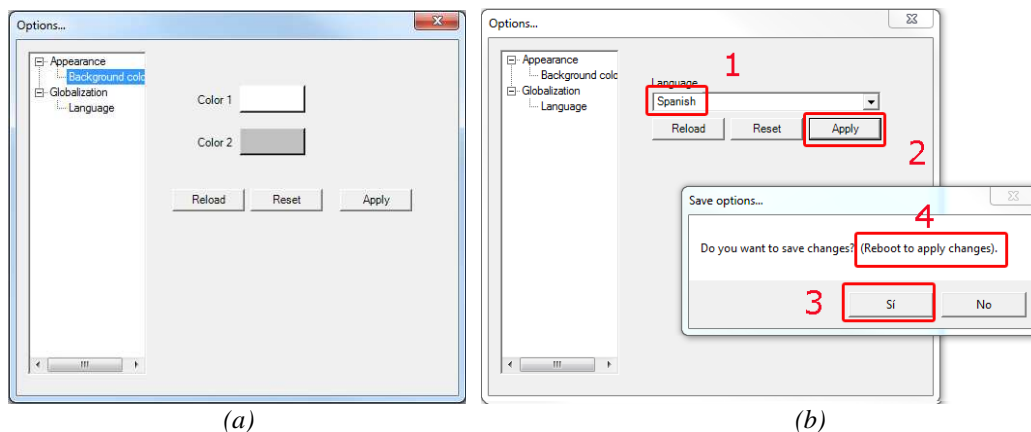 Options...
Appearance
Background colo
Globalization
Language
Color 1
Color 2
Reload Reset Apply
(a)
Options...
Appearance
Background colo
Globalization
Language
1
Language
Spanish
Reload Reset Apply
2
Save options...
4
Do you want to save changes? (Reboot to apply changes).
3
Sí No
(b)